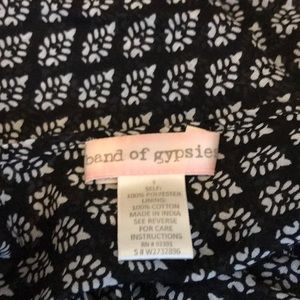 band of gypsies
SELF:
100% POLYESTER
LINING:
100% COTTON
MADE IN INDIA
SEE REVERSE
FOR CARE
INSTRUCTIONS